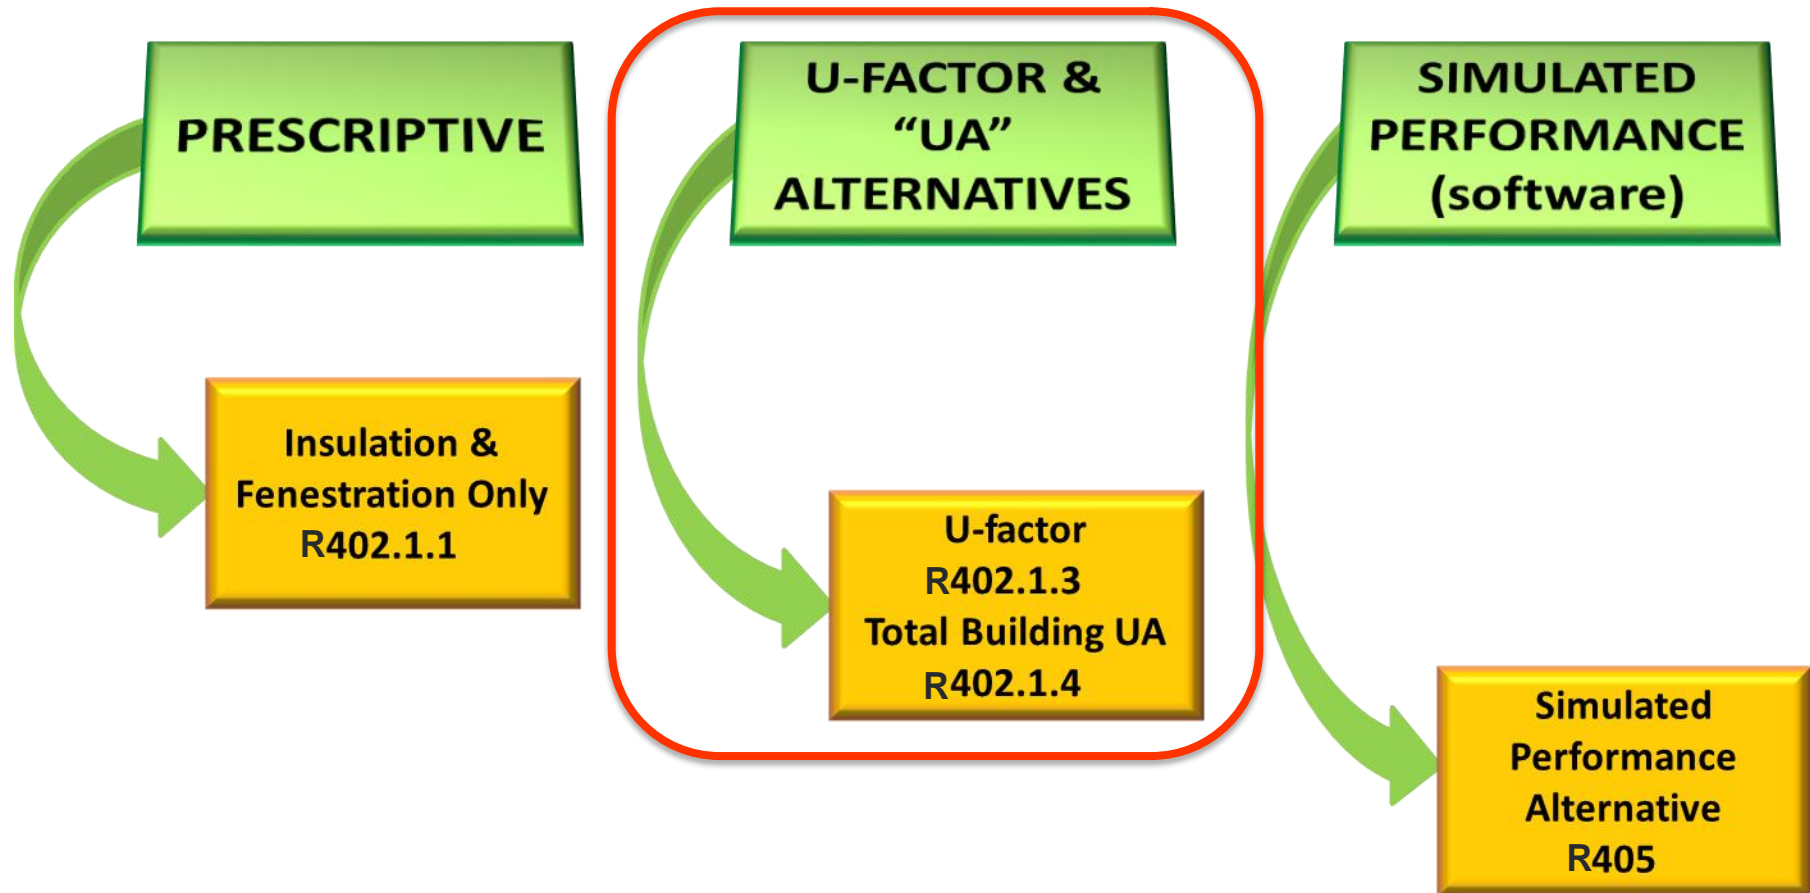 PRESCRIPTIVE
Insulation &
Fenestration Only
R402.1.1
U-FACTOR &
“UA”
ALTERNATIVES
U-factor
R402.1.3
Total Building UA
R402.1.4
SIMULATED
PERFORMANCE
(software)
Simulated
Performance
Alternative
R405